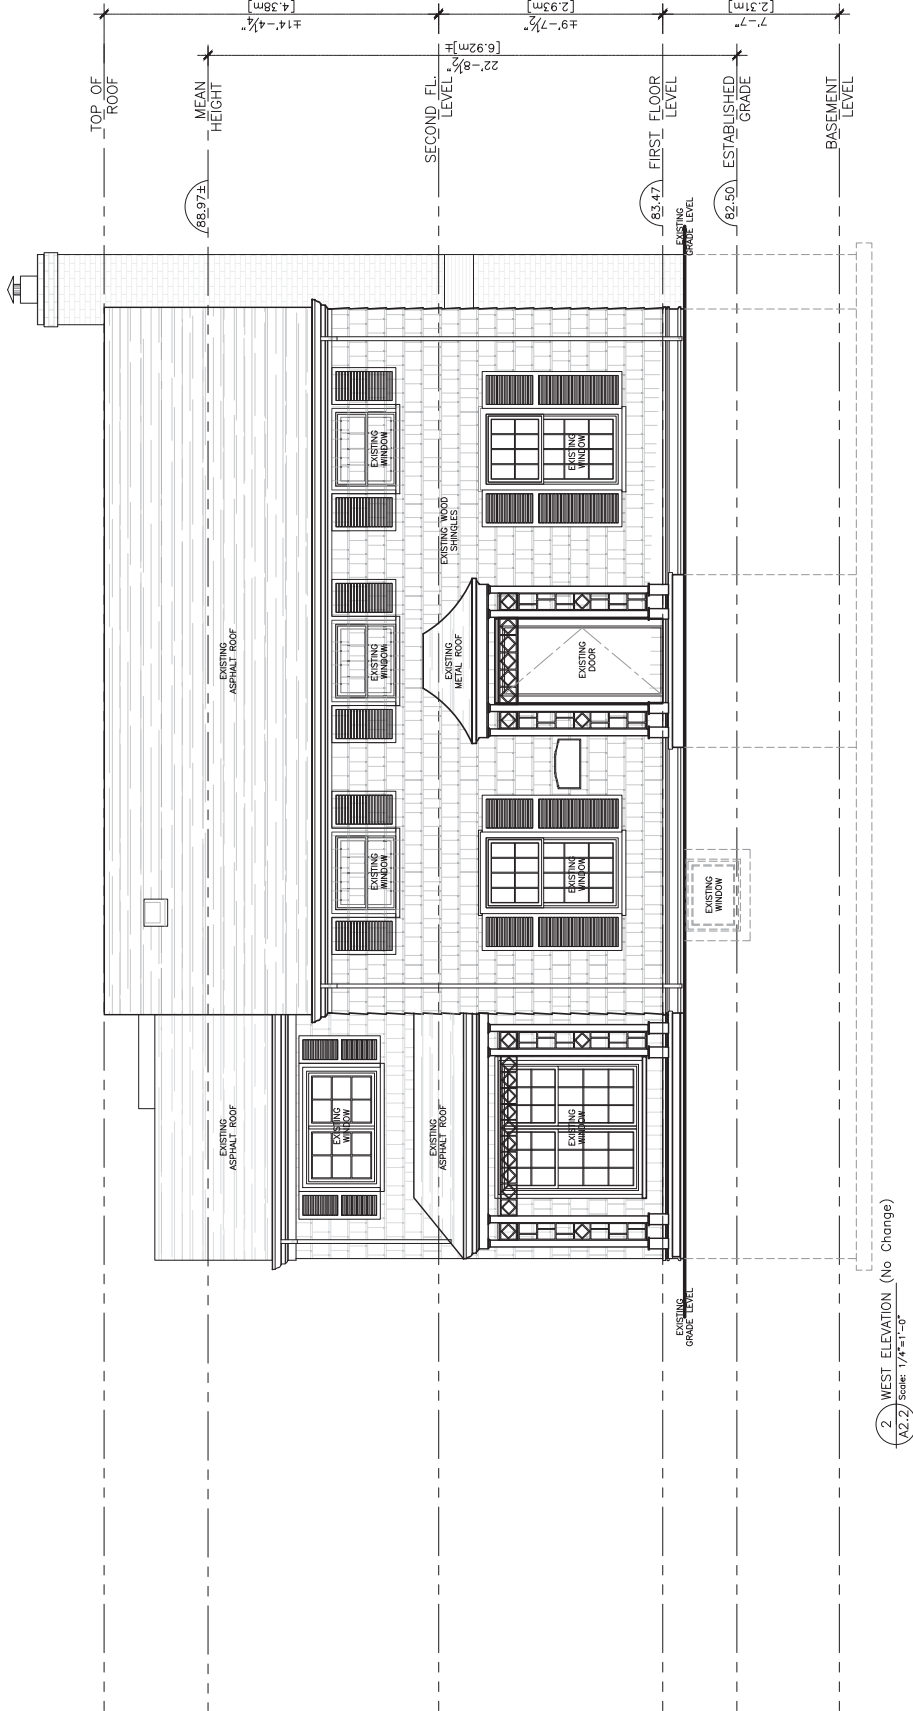 TOP OF
ROOF
MEAN
HEIGHT
SECOND FL.
LEVEL
FIRST FLOOR
LEVEL
ESTABLISHED
GRADE
BASEMENT
LEVEL
±14'-4¼"
[4.38m]
±9'-7½"
[2.93m]
7'-7"
[2.31m]
22'-8½"
[6.92m]±
88.97±
83.47
82.50
EXISTING
GRADE LEVEL
EXISTING
ASPHALT ROOF
EXISTING
WINDOW
EXISTING
WINDOW
EXISTING
WINDOW
EXISTING WOOD
SHINGLES
EXISTING
METAL ROOF
EXISTING
WINDOW
EXISTING
DOOR
EXISTING
WINDOW
EXISTING
WINDOW
EXISTING
ASPHALT ROOF
EXISTING
WINDOW
EXISTING
ASPHALT ROOF
EXISTING
WINDOW
EXISTING
GRADE LEVEL
2
A2.2
WEST ELEVATION (No Change)
Scale: 1/4"=1'-0"